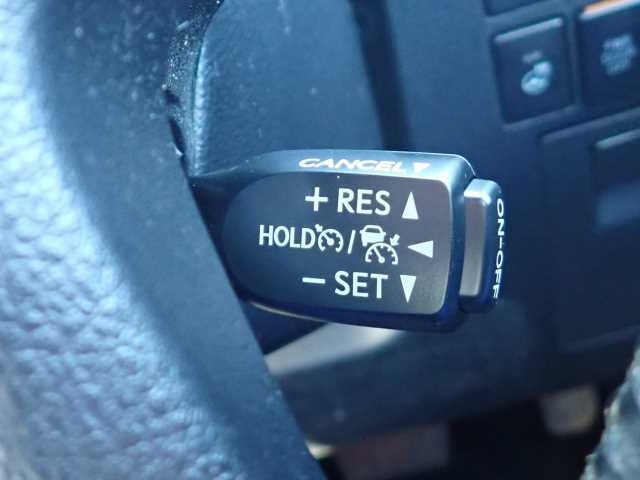 CANCEL
+ RES
HOLD /
– SET
ON-OFF